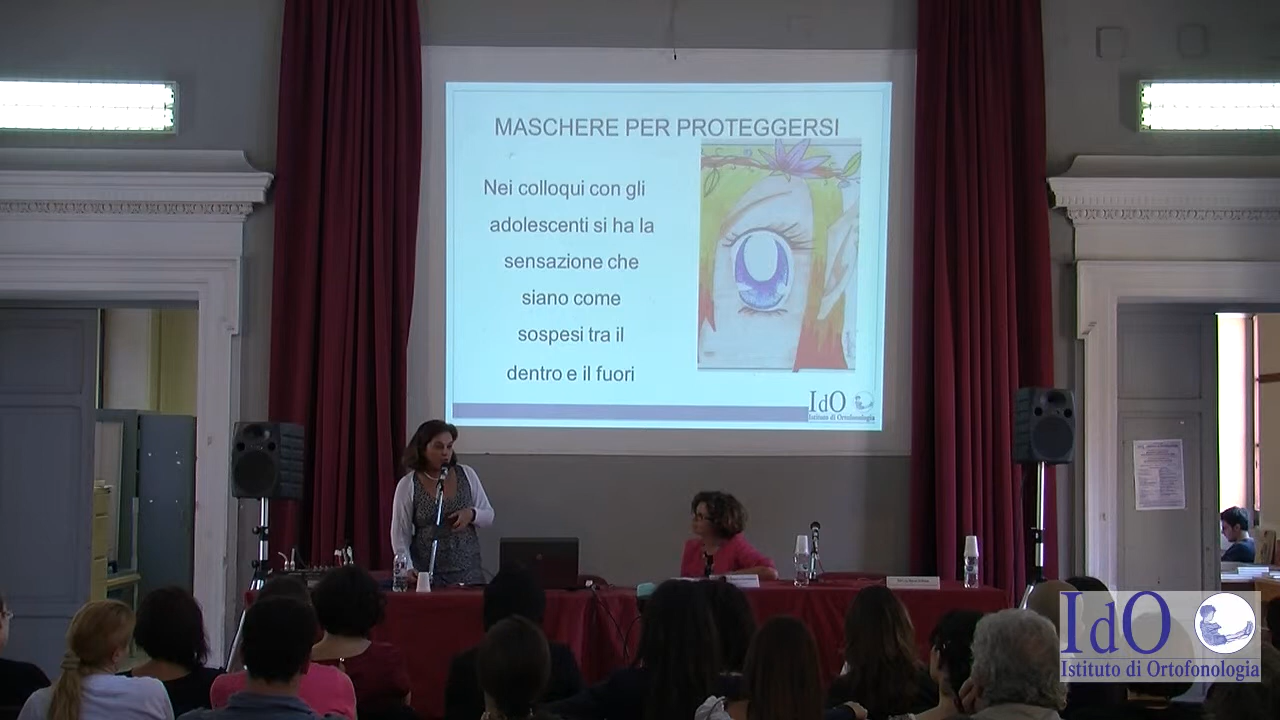 MASCHERE PER PROTEGGERSI
Nei colloqui con gli
adolescenti si ha la
sensazione che
siano come
sospesi tra il
dentro e il fuori
IdO
Istituto di Ortofonologia
IdO
Istituto di Ortofonologia